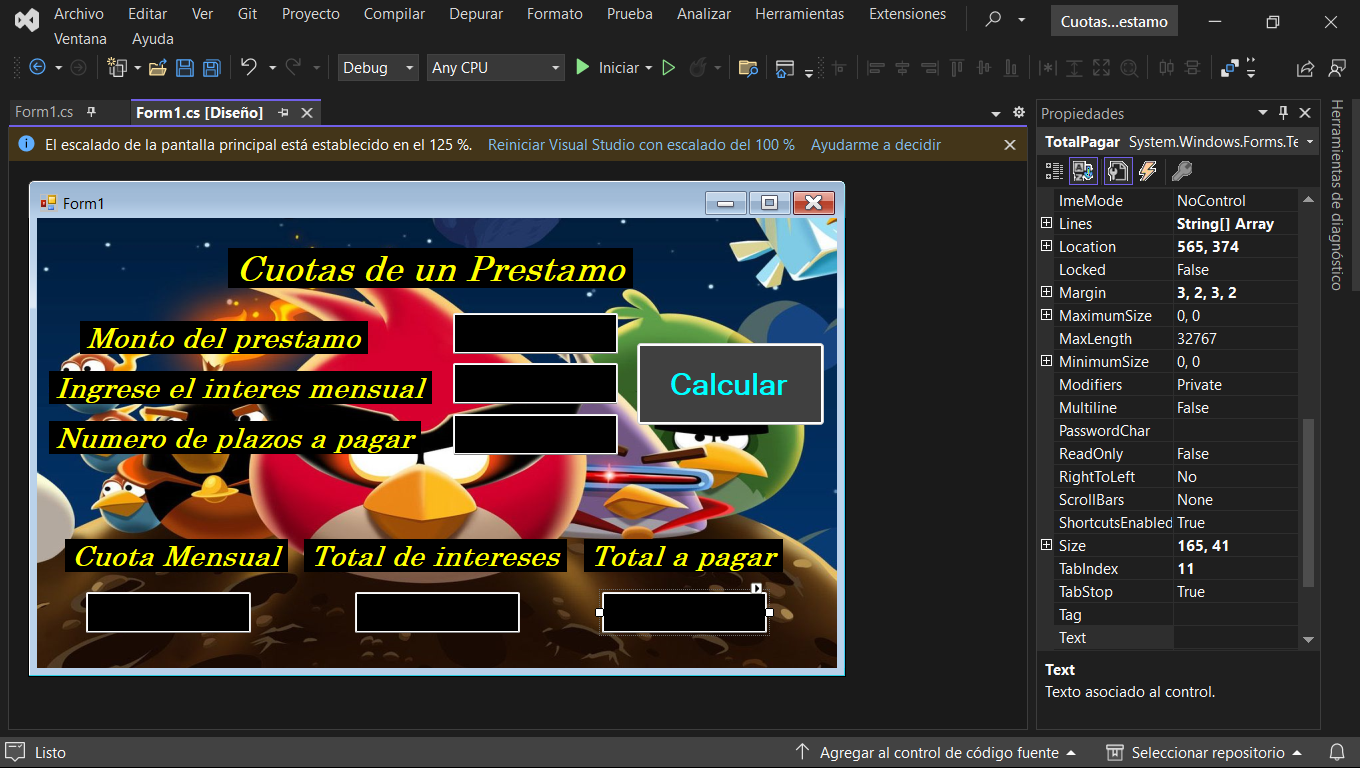 Archivo Editar Ver Git Proyecto Compilar Depurar Formato Prueba Analizar Herramientas Extensiones
Cuotas...estamo
Ventana Ayuda
Debug Any CPU Iniciar
Form1.cs Form1.cs [Diseño]
El escalado de la pantalla principal está establecido en el 125 %. Reiniciar Visual Studio con escalado del 100 % Ayudarme a decidir
Form1
Cuotas de un Prestamo
Monto del prestamo
Ingrese el interes mensual
Numero de plazos a pagar
Calcular
Cuota Mensual Total de intereses Total a pagar
Propiedades
TotalPagar System.Windows.Forms.Te
ImeMode NoControl
Lines String[] Array
Location 565, 374
Locked False
Margin 3, 2, 3, 2
MaximumSize 0, 0
MaxLength 32767
MinimumSize 0, 0
Modifiers Private
Multiline False
PasswordChar
ReadOnly False
RightToLeft No
ScrollBars None
ShortcutsEnabled True
Size 165, 41
TabIndex 11
TabStop True
Tag
Text
Text
Texto asociado al control.
Herramientas de diagnóstico
Listo Agregar al control de código fuente Seleccionar repositorio